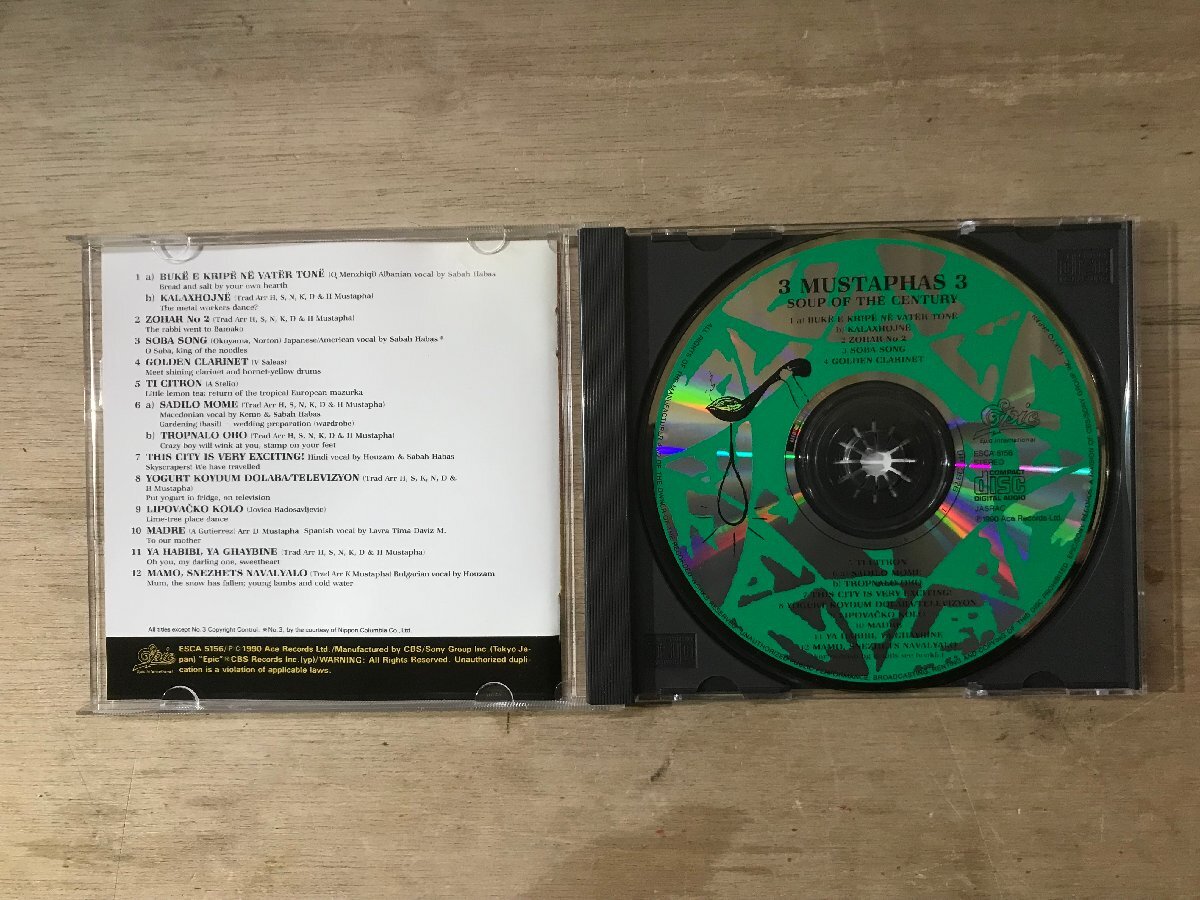 1 a) BUKË E KRIPË NË VATËR TONË (Q Menxhiqi) Albanian vocal by Sabah Habas
Bread and salt by your own hearth
b) KALAXHOJNË (Trad Arr H, S, N, K, D & H Mustapha)
The metal workers dance?
2 ZOHAR No 2 (Trad Arr H, S, N, K, D & H Mustapha)
The rabbi went to Bamako
3 SOBA SONG (Okuyama, Norton) Japanese/American vocal by Sabah Habas *
O Soba, king of the noodles
4 GOLDEN CLARINET (V Saleas)
Meet shining clarinet and hornet-yellow drums
5 TI CITRON (A Stelio)
Little lemon tea: return of the tropical European mazurka
6 a) SADILO MOME (Trad Arr H, S, N, K, D & H Mustapha)
Macedonian vocal by Kemo & Sabah Habas
Gardening (basil) – wedding preparation (wardrobe)
b) TROPNALO OHO (Trad Arr H, S, N, K, D & H Mustapha)
Crazy boy will wink at you, stamp on your feet
7 THIS CITY IS VERY EXCITING! Hindi vocal by Houzam & Sabah Habas
Skyscrapers! We have travelled
8 YOGURT KOYDUM DOLABA/TELEVIZYON (Trad Arr H, S, K, N, D &
H Mustapha)
Put yogurt in fridge, on television
9 LIPOVAČKO KOLO (Jovica Radosavljevic)
Lime-tree place dance
10 MADRE (A Gutierrez/ Arr D Mustapha Spanish vocal by Lavra Tima Daviz M.
To our mother
11 YA HABIBI, YA GHAYBINE (Trad Arr H, S, N, K, D & H Mustapha)
Oh you, my darling one, sweetheart
12 MAMO, SNEZHETS NAVALYALO (Trad Arr K Mustapha) Bulgarian vocal by Houzam
Mum, the snow has fallen; young lambs and cold water
All titles except No. 3 Copyright Control. *No. 3, by the courtesy of Nippon Columbia Co., Ltd.
Epic
Epic International
ESCA 5156/ P C 1990 Ace Records Ltd./Manufactured by CBS/Sony Group Inc. (Tokyo Ja-
pan) "Epic" ® CBS Records Inc. (yp)/WARNING: All Rights Reserved. Unauthorized dupli-
cation is a violation of applicable laws.
3 MUSTAPHAS 3
SOUP OF THE CENTURY
1 a) BUKË E KRIPË NË VATËR TONË
b) KALAXHOJNË
2 ZOHAR No 2
3 SOBA SONG
4 GOLDEN CLARINET
Epic
Epic International
ESCA 5156
STEREO
COMPACT
disc
DIGITAL AUDIO
JASRAC
℗1990 Ace Records Ltd.
5 TI CITRON
6 a) SADILO MOME
b) TROPNALO OHO
7 THIS CITY IS VERY EXCITING!
8 YOGURT KOYDUM DOLABA/TELEVIZYON
9 LIPOVAČKO KOLO
10 MADRE
11 YA HABIBI, YA GHAYBINE
12 MAMO, SNEZHETS NAVALYALO